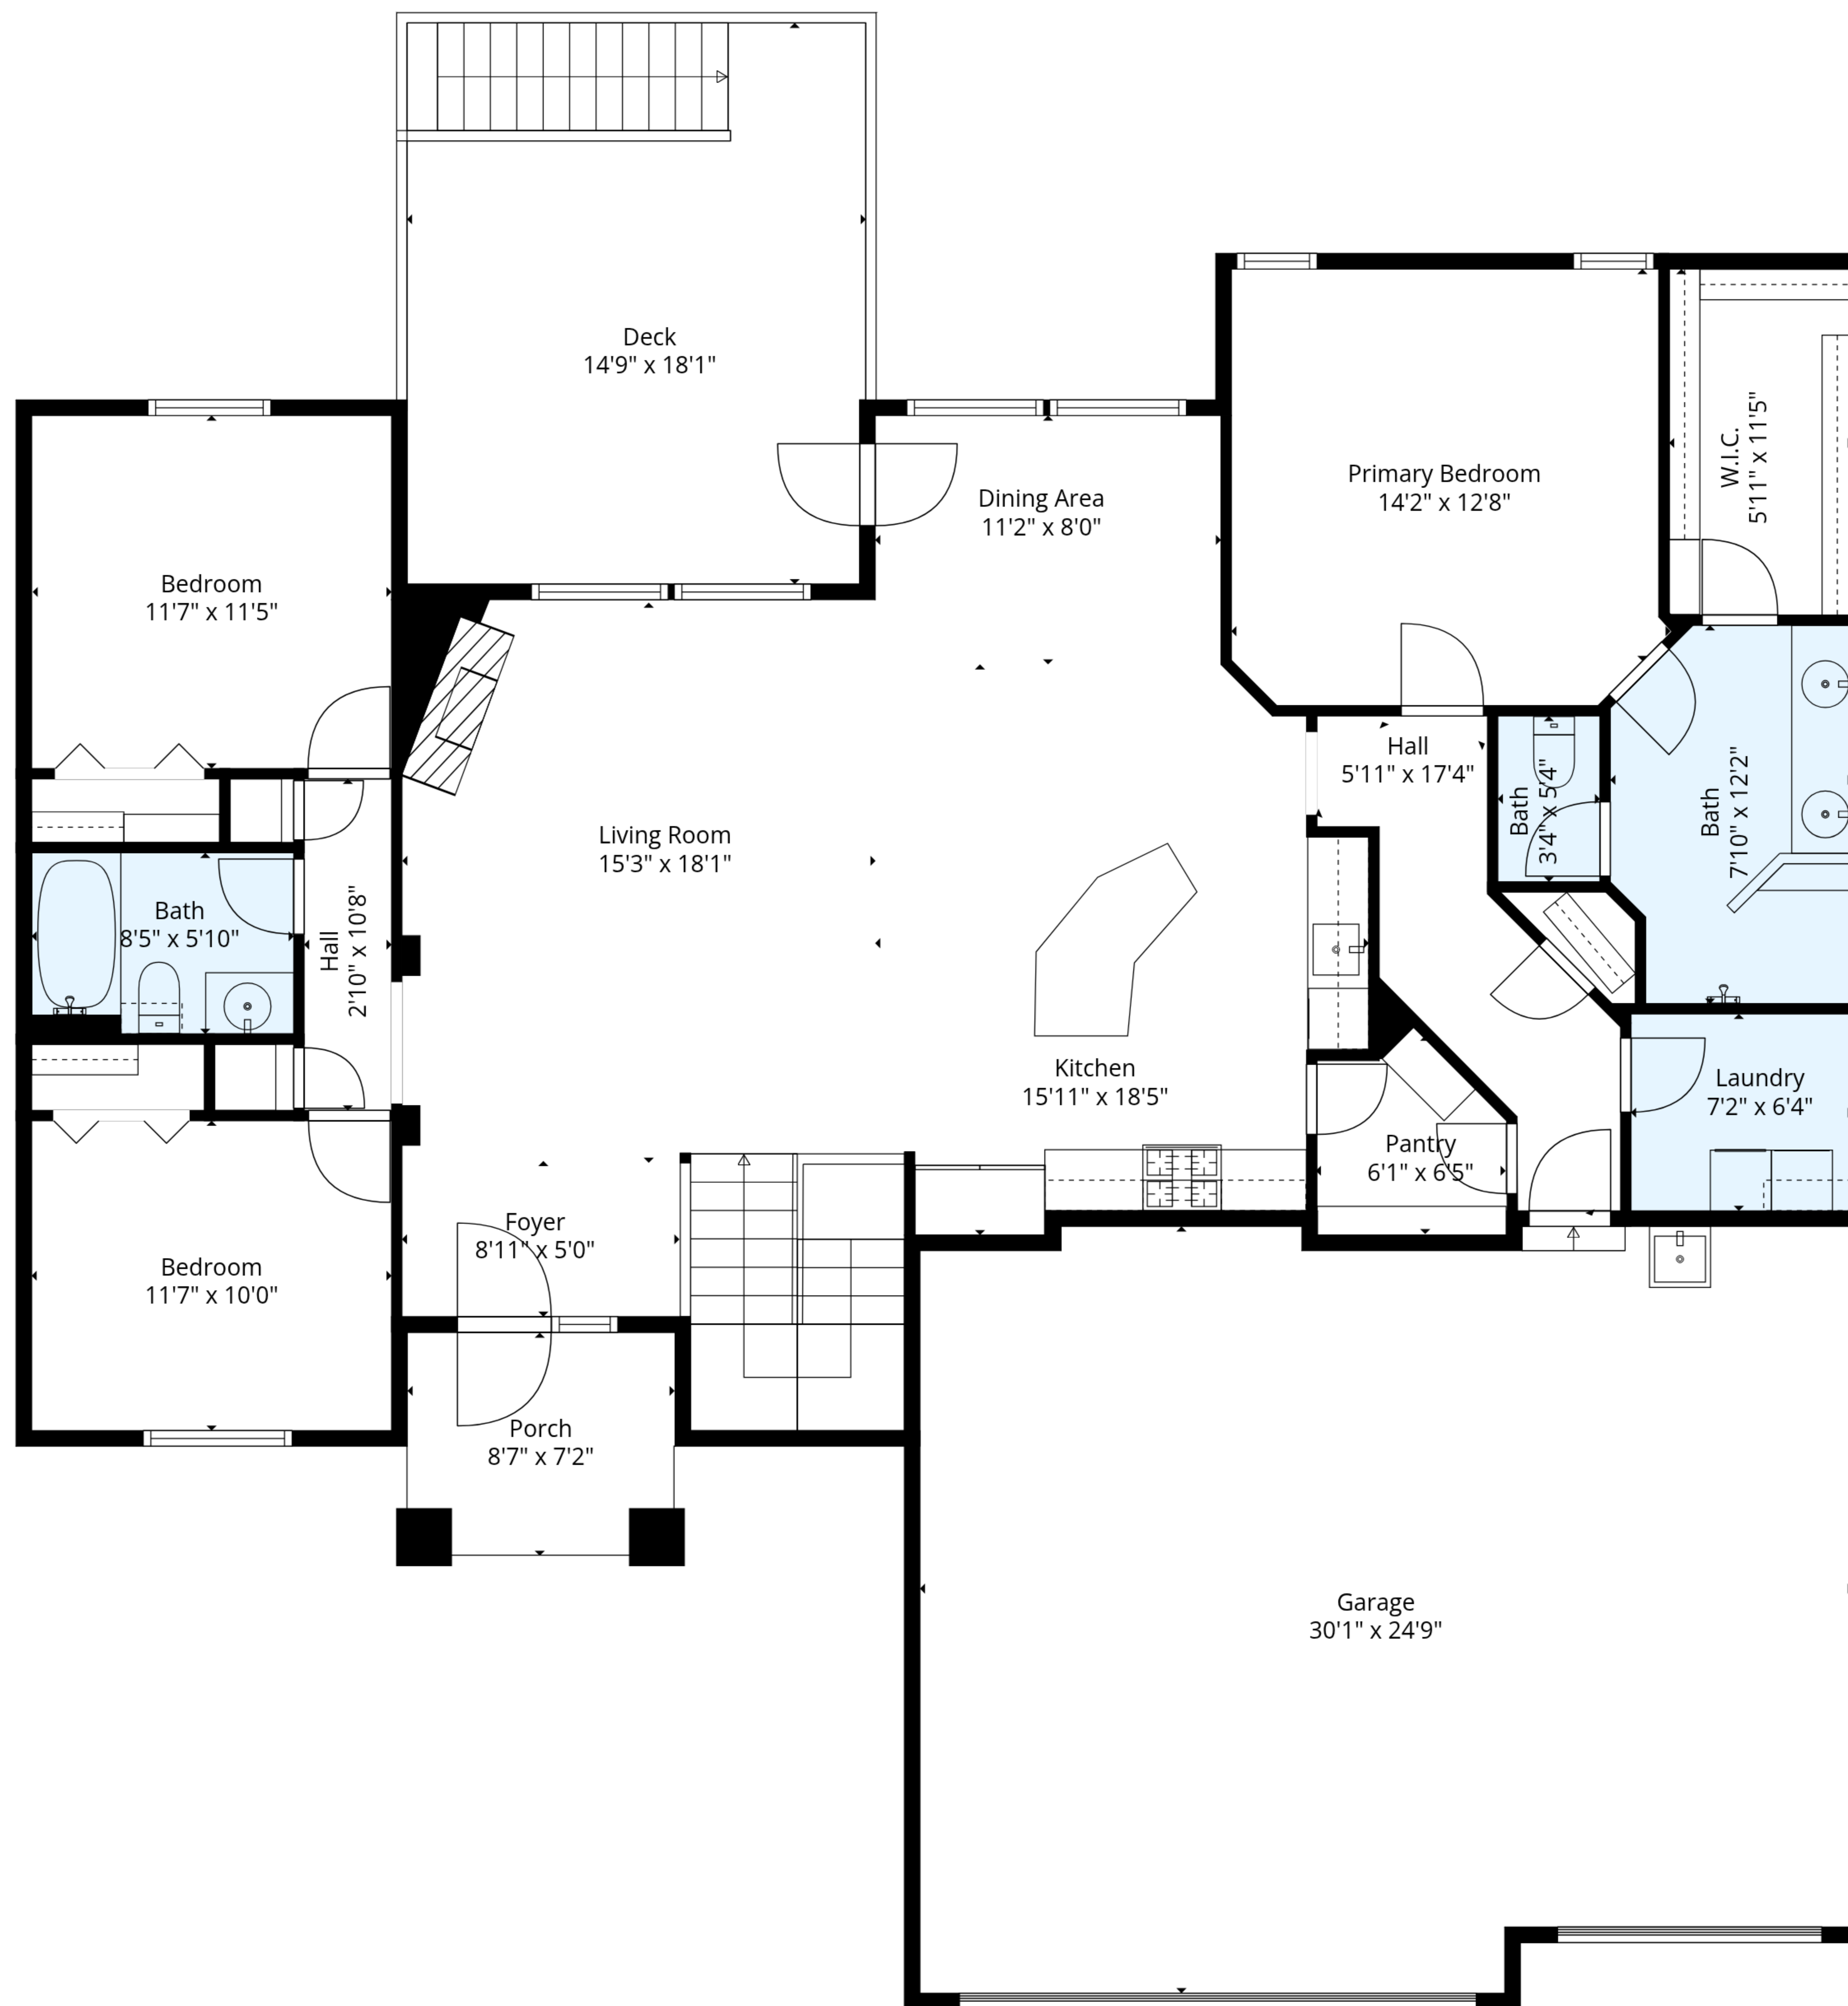 Deck
14'9" x 18'1"
W.I.C.
5'11" x 11'5"
Primary Bedroom
14'2" x 12'8"
Dining Area
11'2" x 8'0"
Bedroom
11'7" x 11'5"
Hall
5'11" x 17'4"
Bath
3'4" x 5'4"
Bath
7'10" x 12'2"
Living Room
15'3" x 18'1"
Bath
8'5" x 5'10"
Hall
2'10" x 10'8"
Kitchen
15'11" x 18'5"
Laundry
7'2" x 6'4"
Pantry
6'1" x 6'5"
Foyer
8'11" x 5'0"
Bedroom
11'7" x 10'0"
Porch
8'7" x 7'2"
Garage
30'1" x 24'9"